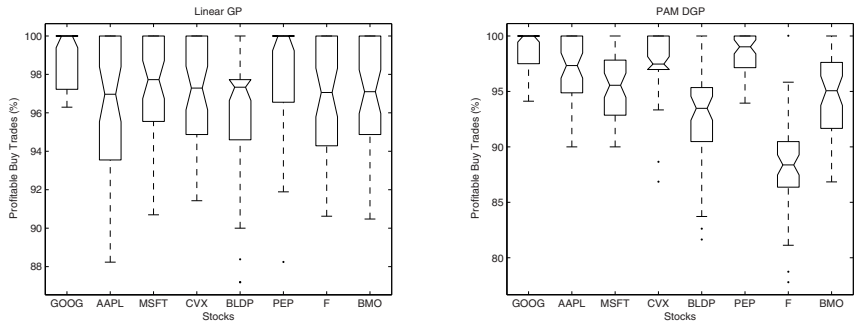 Linear GP
100
98
96
94
92
90
88
Profitable Buy Trades (%)
GOOG AAPL MSFT CVX BLDP PEP F BMO
Stocks
PAM DGP
100
95
90
85
80
Profitable Buy Trades (%)
GOOG AAPL MSFT CVX BLDP PEP F BMO
Stocks